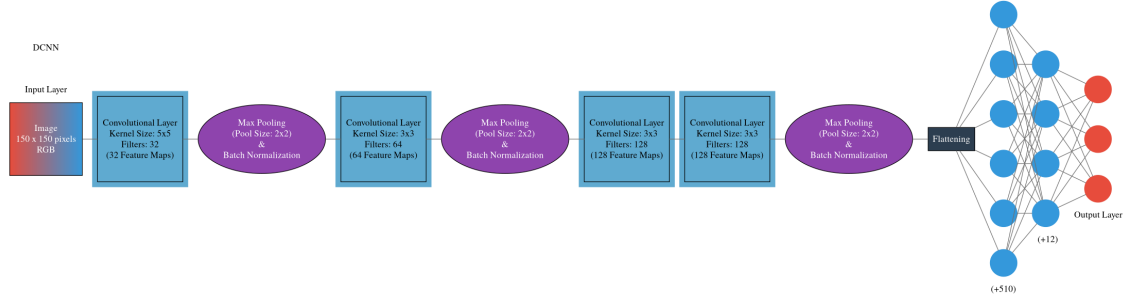 DCNN
Input Layer
Image
150 x 150 pixels
RGB
Convolutional Layer
Kernel Size: 5x5
Filters: 32
(32 Feature Maps)
Max Pooling
(Pool Size: 2x2)
&
Batch Normalization
Convolutional Layer
Kernel Size: 3x3
Filters: 64
(64 Feature Maps)
Max Pooling
(Pool Size: 2x2)
&
Batch Normalization
Convolutional Layer
Kernel Size: 3x3
Filters: 128
(128 Feature Maps)
Convolutional Layer
Kernel Size: 3x3
Filters: 128
(128 Feature Maps)
Max Pooling
(Pool Size: 2x2)
&
Batch Normalization
Flattening
(+510)
(+12)
Output Layer